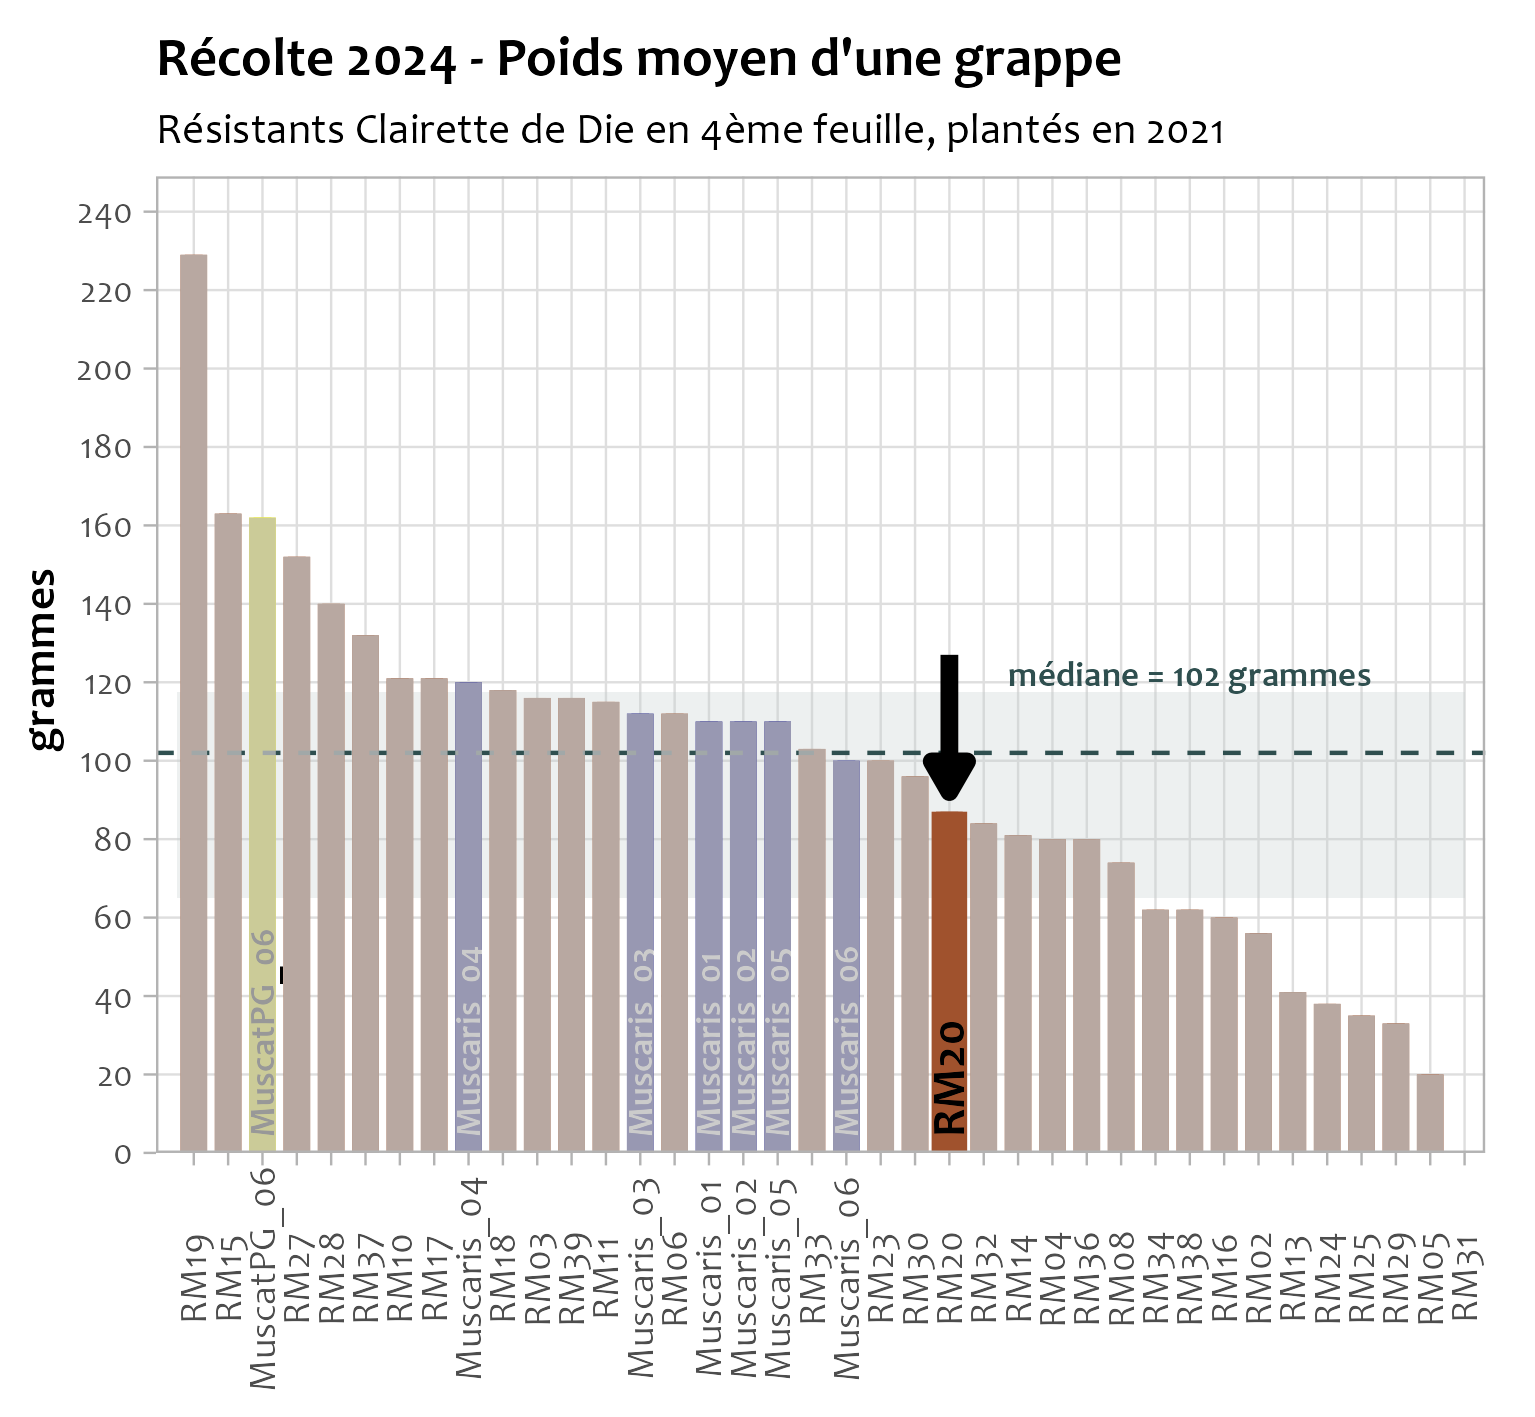 Récolte 2024 - Poids moyen d'une grappe
Résistants Clairette de Die en 4ème feuille, plantés en 2021
grammes
240
220
200
180
160
140
120
100
80
60
40
20
0
médiane = 102 grammes
MuscatPG_06
Muscaris_04
Muscaris_03
Muscaris_01
Muscaris_02
Muscaris_05
Muscaris_06
RM20
RM19
RM15
MuscatPG_06
RM27
RM28
RM37
RM10
RM17
Muscaris_04
RM18
RM03
RM39
RM11
Muscaris_03
RM06
Muscaris_01
Muscaris_02
Muscaris_05
RM33
Muscaris_06
RM23
RM30
RM20
RM32
RM14
RM04
RM36
RM08
RM34
RM38
RM16
RM02
RM13
RM24
RM25
RM29
RM05
RM31